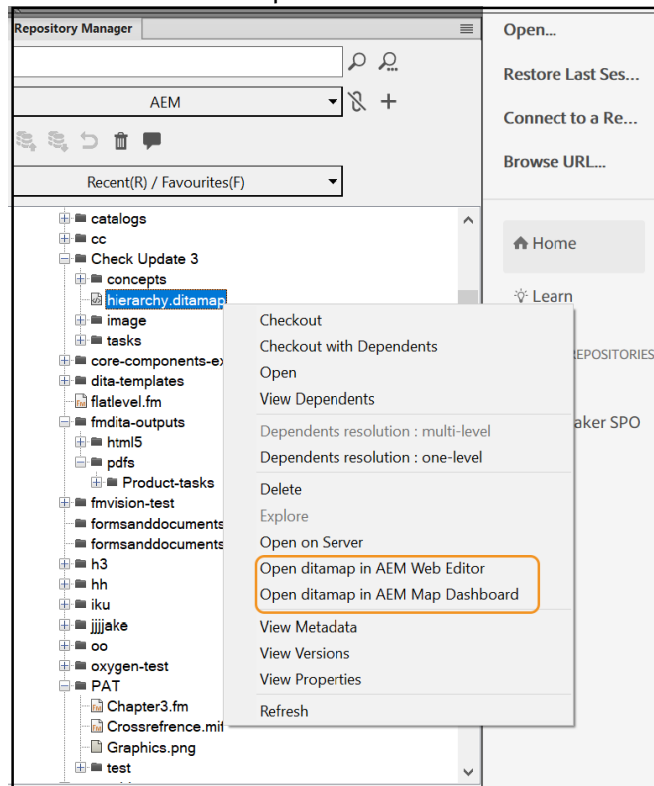 Repository Manager
AEM
Recent(R) / Favourites(F)
catalogs
cc
Check Update 3
concepts
hierarchy.ditamap
image
tasks
core-components-ex
dita-templates
flatlevel.fm
fmdita-outputs
html5
pdfs
Product-tasks
fmvision-test
formsanddocuments
formsanddocuments
h3
hh
iku
jjjjake
oo
oxygen-test
PAT
Chapter3.fm
Crossrefrence.mif
Graphics.png
test
Checkout
Checkout with Dependents
Open
View Dependents
Dependents resolution : multi-level
Dependents resolution : one-level
Delete
Explore
Open on Server
Open ditamap in AEM Web Editor
Open ditamap in AEM Map Dashboard
View Metadata
View Versions
View Properties
Refresh
Open...
Restore Last Ses...
Connect to a Re...
Browse URL...
Home
Learn
EPOSITORIES
aker SPO